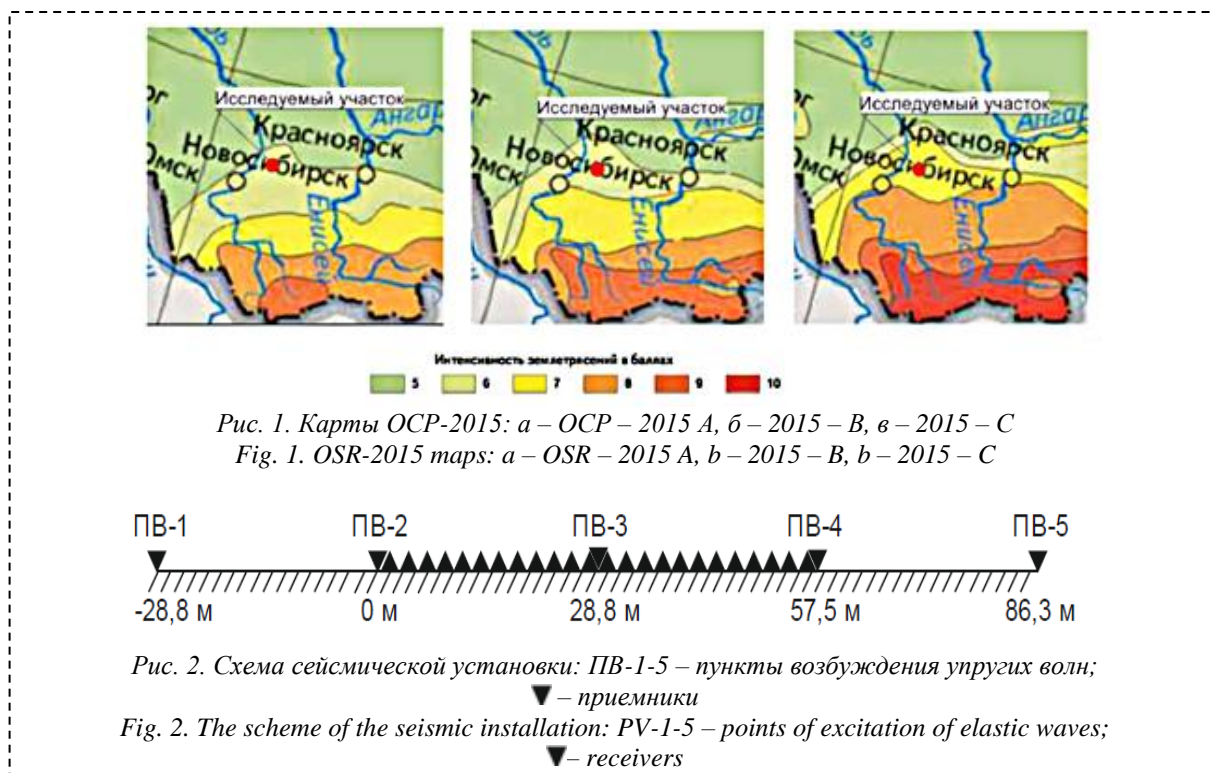 Исследуемый участок
Ангар
Красноярск
Новосибирск
Омск
Енисей
Исследуемый участок
Ангар
Красноярск
Новосибирск
Омск
Енисей
Исследуемый участок
Ангар
Красноярск
Новосибирск
Омск
Енисей
Интенсивность землетрясений в баллах
5 6 7 8 9 10
Рис. 1. Карты ОСР-2015: а – ОСР – 2015 А, б – 2015 – В, в – 2015 – С
Fig. 1. OSR-2015 maps: a – OSR – 2015 A, b – 2015 – B, b – 2015 – C
ПВ-1 ПВ-2 ПВ-3 ПВ-4 ПВ-5
-28,8 м 0 м 28,8 м 57,5 м 86,3 м
Рис. 2. Схема сейсмической установки: ПВ-1-5 – пункты возбуждения упругих волн;
▼ – приемники
Fig. 2. The scheme of the seismic installation: PV-1-5 – points of excitation of elastic waves;
▼– receivers